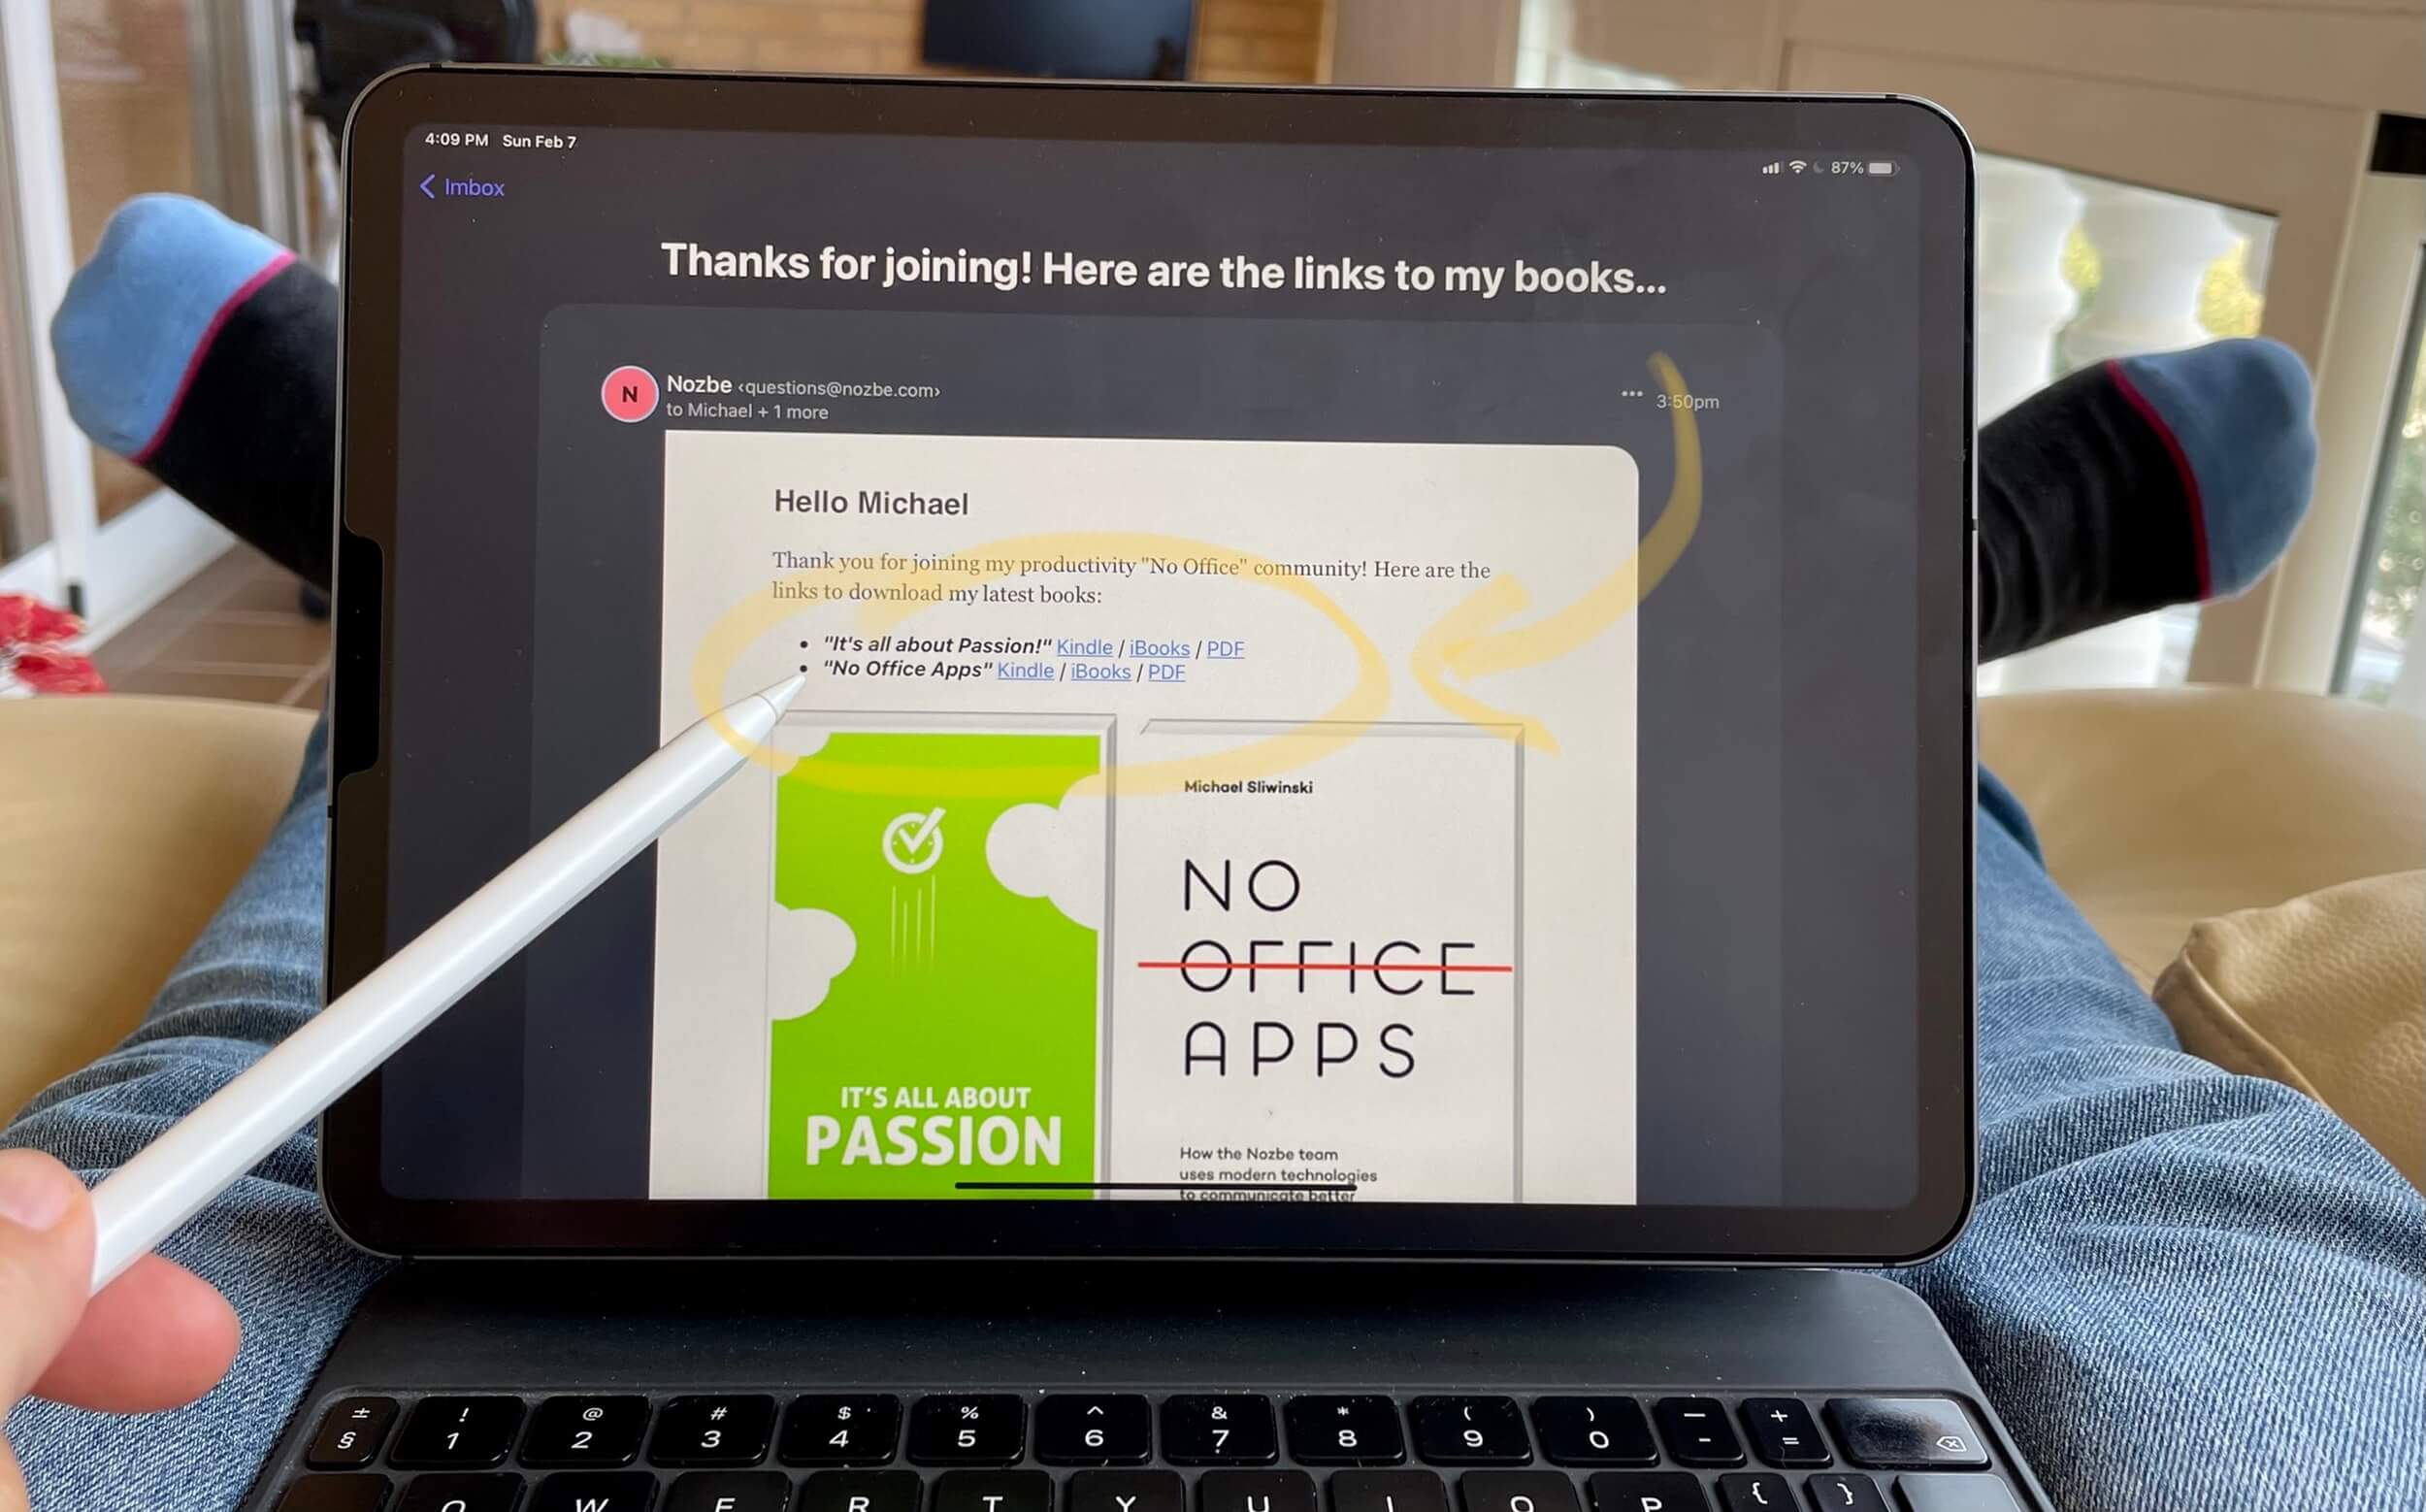 4:09 PM Sun Feb 7
87%
Imbox
Thanks for joining! Here are the links to my books...
N
Nozbe <questions@nozbe.com>
to Michael + 1 more
... 3:50pm
Hello Michael
Thank you for joining my productivity "No Office" community! Here are the
links to download my latest books:
• "It's all about Passion!" Kindle / iBooks / PDF
• "No Office Apps" Kindle / iBooks / PDF
IT'S ALL ABOUT
PASSION
Michael Sliwinski
NO
OFFICE
APPS
How the Nozbe team
uses modern technologies
to communicate better
± ! @ # $ % ^ & * ( ) — +
§ 1 2 3 4 5 6 7 8 9 0 - =
Q W E R T Y U I O P { }